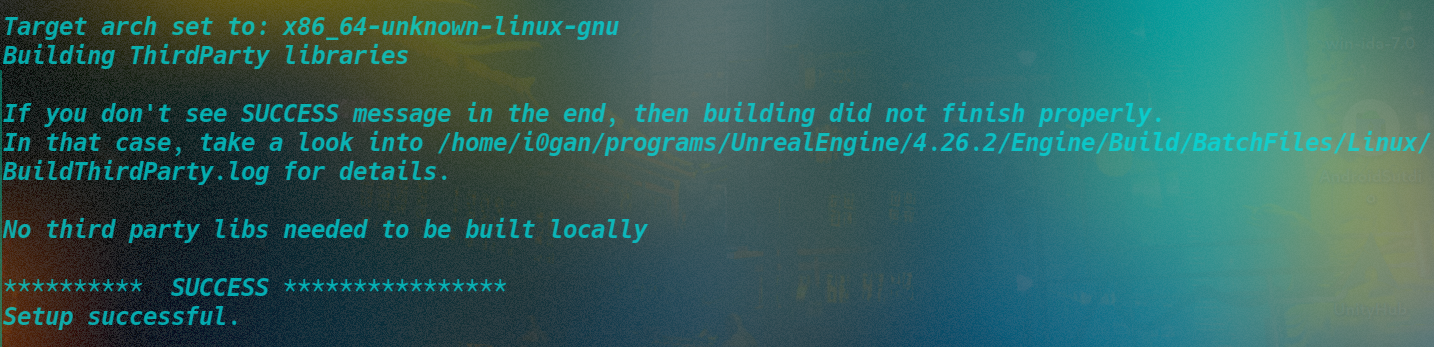 Target arch set to: x86_64-unknown-linux-gnu
Building ThirdParty libraries
If you don't see SUCCESS message in the end, then building did not finish properly.
In that case, take a look into /home/i0gan/programs/UnrealEngine/4.26.2/Engine/Build/BatchFiles/Linux/
BuildThirdParty.log for details.
No third party libs needed to be built locally
********** SUCCESS ****************
Setup successful.
UnityHub